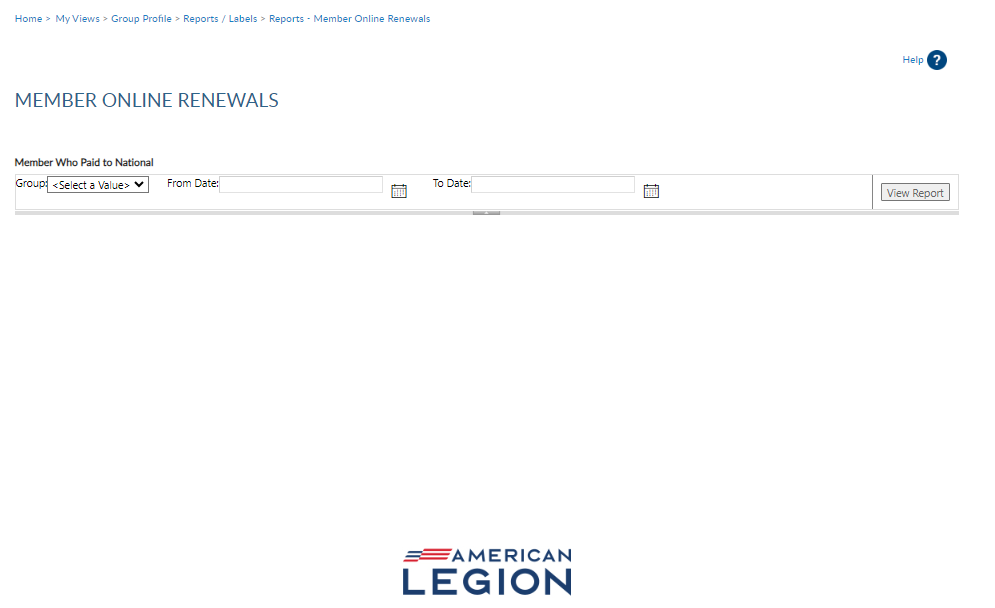 Home > My Views > Group Profile > Reports / Labels > Reports - Member Online Renewals
Help ?
MEMBER ONLINE RENEWALS
Member Who Paid to National
Group: <Select a Value> From Date: To Date: View Report
AMERICAN
LEGION